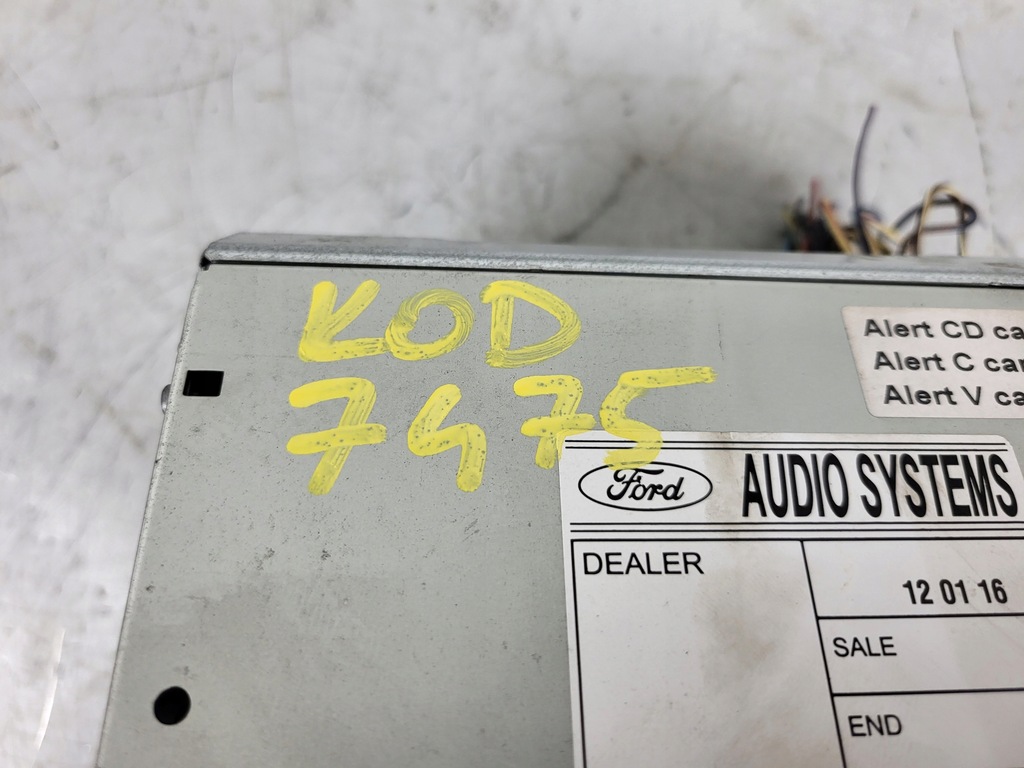 KOD
7475
Alert CD
Alert C
Alert V
Ford AUDIO SYSTEMS
DEALER
12 01 16
SALE
END